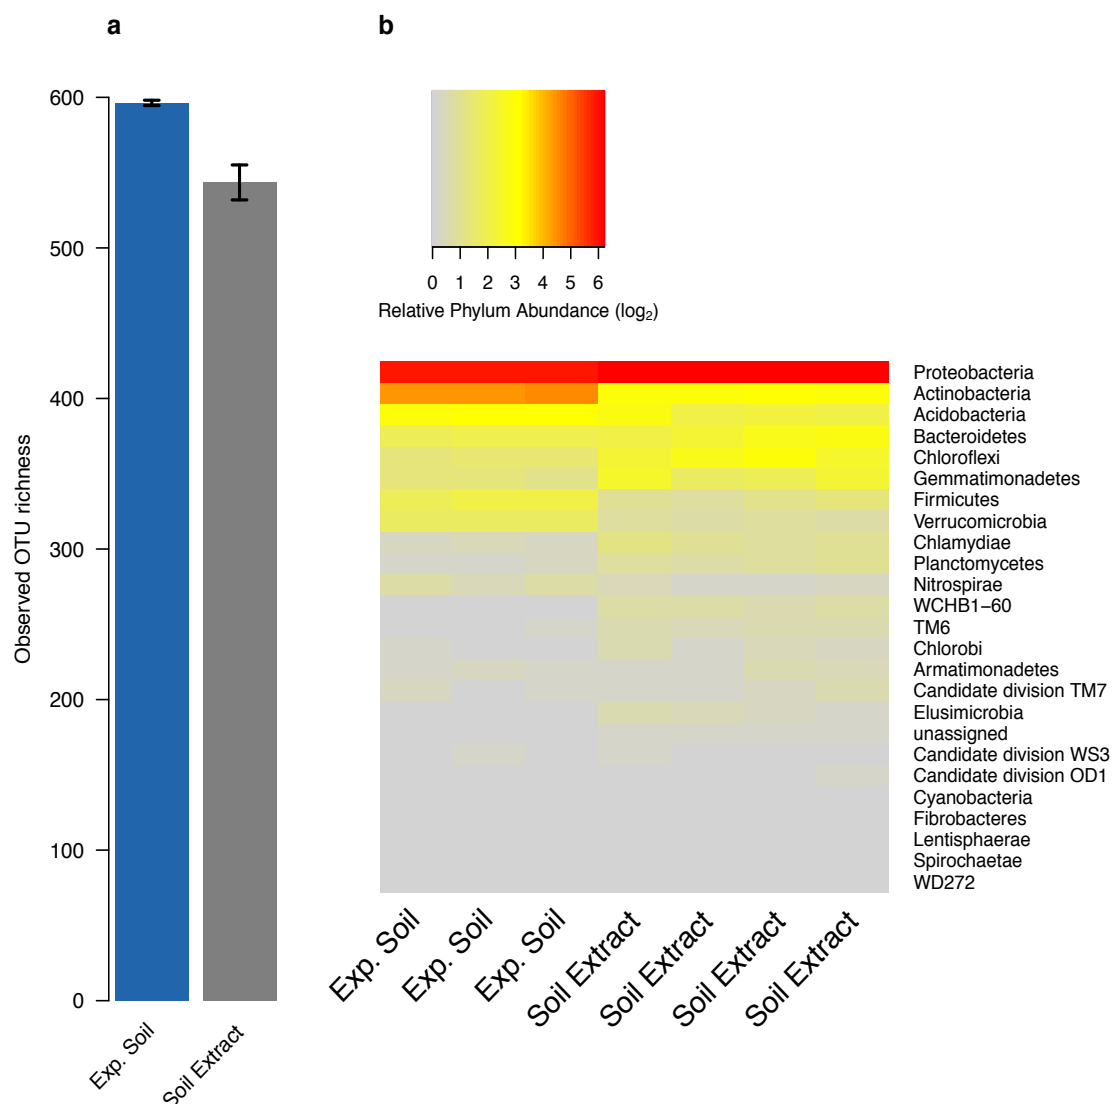 a
b
600
500
400
300
200
100
0
Observed OTU richness
Exp. Soil
Soil Extract
0 1 2 3 4 5 6
Relative Phylum Abundance (log₂)
Proteobacteria
Actinobacteria
Acidobacteria
Bacteroidetes
Chloroflexi
Gemmatimonadetes
Firmicutes
Verrucomicrobia
Chlamydiae
Planctomycetes
Nitrospirae
WCHB1−60
TM6
Chlorobi
Armatimonadetes
Candidate division TM7
Elusimicrobia
unassigned
Candidate division WS3
Candidate division OD1
Cyanobacteria
Fibrobacteres
Lentisphaerae
Spirochaetae
WD272
Exp. Soil
Exp. Soil
Exp. Soil
Soil Extract
Soil Extract
Soil Extract
Soil Extract